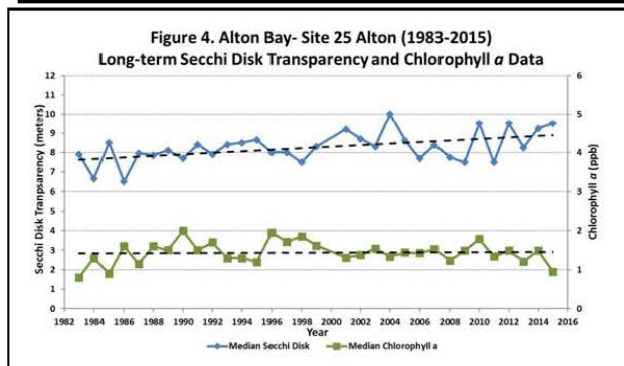 Figure 4. Alton Bay- Site 25 Alton (1983-2015)
Long-term Secchi Disk Transparency and Chlorophyll a Data
Secchi Disk Tranpsarency (meters)
12
11
10
9
8
7
6
5
4
3
2
1
0
6
5
4
3
2
1
0
Chlorophyll a (ppb)
1982 1984 1986 1988 1990 1992 1994 1996 1998 2000 2002 2004 2006 2008 2010 2012 2014 2016
Year
Median Secchi Disk Median Chlorophyll a